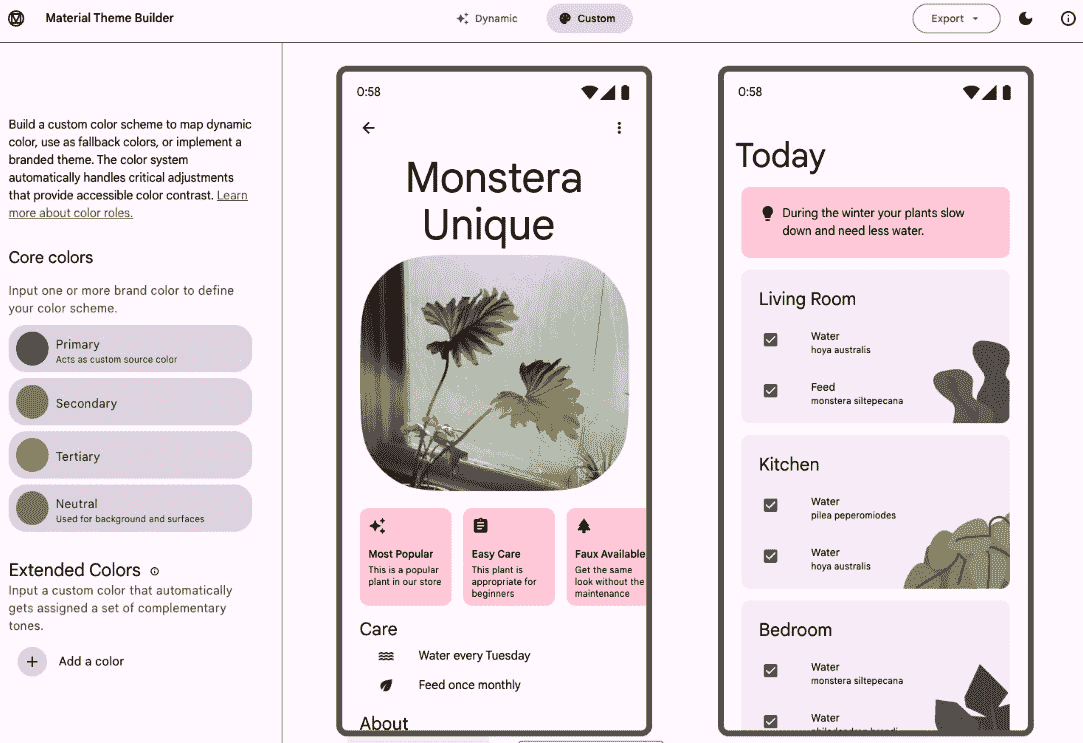 Material Theme Builder
Dynamic
Custom
Export
Build a custom color scheme to map dynamic
color, use as fallback colors, or implement a
branded theme. The color system
automatically handles critical adjustments
that provide accessible color contrast. Learn
more about color roles.
Core colors
Input one or more brand color to define
your color scheme.
Primary
Acts as custom source color
Secondary
Tertiary
Neutral
Used for background and surfaces
Extended Colors
Input a custom color that automatically
gets assigned a set of complementary
tones.
Add a color
0:58
Monstera
Unique
Most Popular
This is a popular
plant in our store
Easy Care
This plant is
appropriate for
beginners
Faux Available
Get the same
look without the
maintenance
Care
Water every Tuesday
Feed once monthly
About
0:58
Today
During the winter your plants slow
down and need less water.
Living Room
Water
hoya australis
Feed
monstera siltepecana
Kitchen
Water
pilea peperomiodes
Water
hoya australis
Bedroom
Water
monstera siltepecana
Water